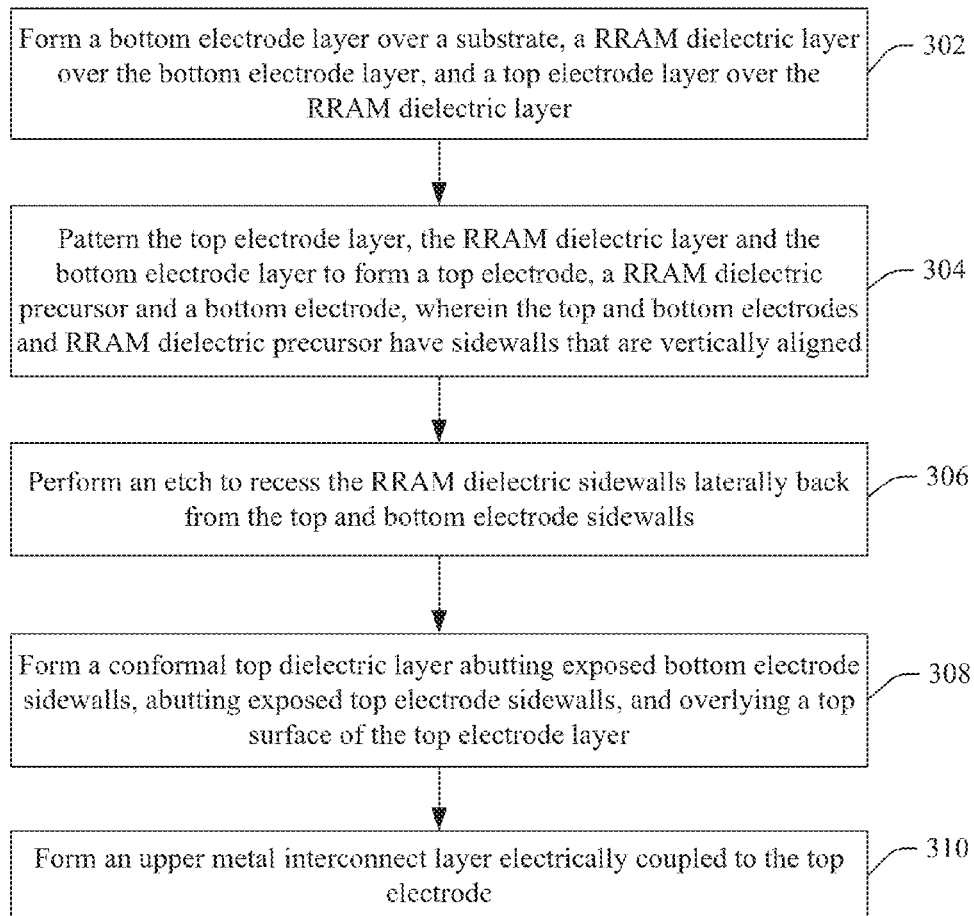 Form a bottom electrode layer over a substrate, a RRAM dielectric layer
over the bottom electrode layer, and a top electrode layer over the
RRAM dielectric layer
302
Pattern the top electrode layer, the RRAM dielectric layer and the
bottom electrode layer to form a top electrode, a RRAM dielectric
precursor and a bottom electrode, wherein the top and bottom electrodes
and RRAM dielectric precursor have sidewalls that are vertically aligned
304
Perform an etch to recess the RRAM dielectric sidewalls laterally back
from the top and bottom electrode sidewalls
306
Form a conformal top dielectric layer abutting exposed bottom electrode
sidewalls, abutting exposed top electrode sidewalls, and overlying a top
surface of the top electrode layer
308
Form an upper metal interconnect layer electrically coupled to the top
electrode
310